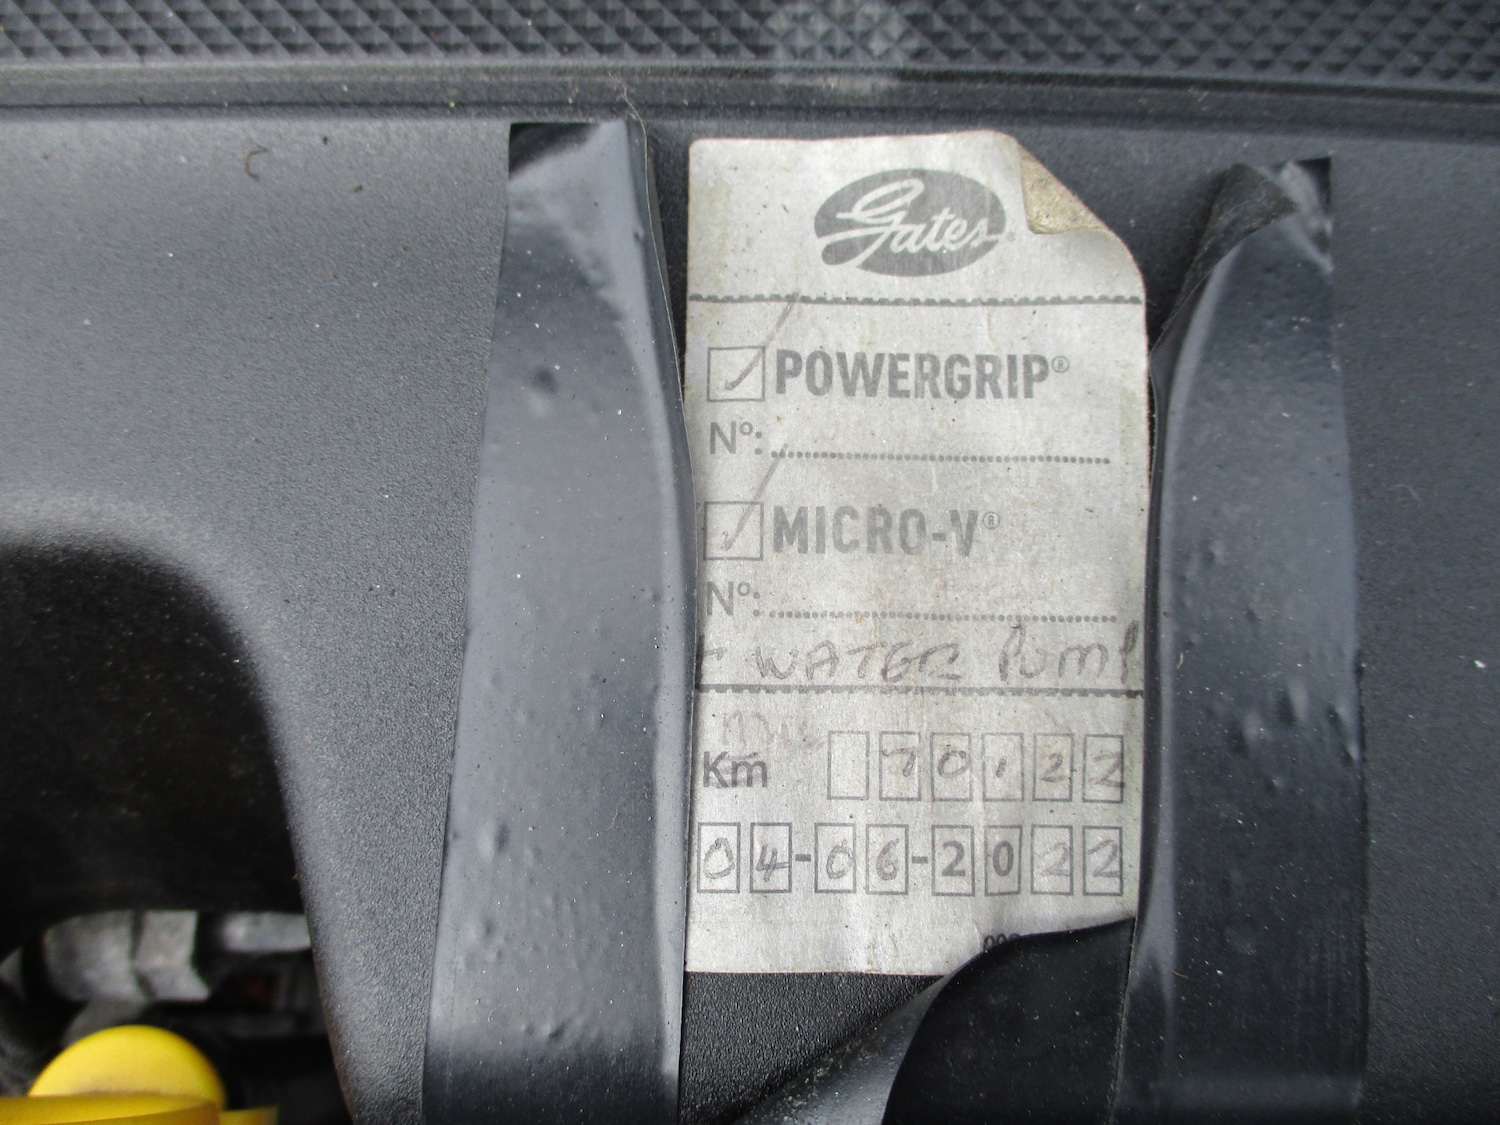 Gates
POWERGRIP®
Nº:
MICRO-V®
Nº:
+ WATER PUMP
Km 70122
04-06-2022